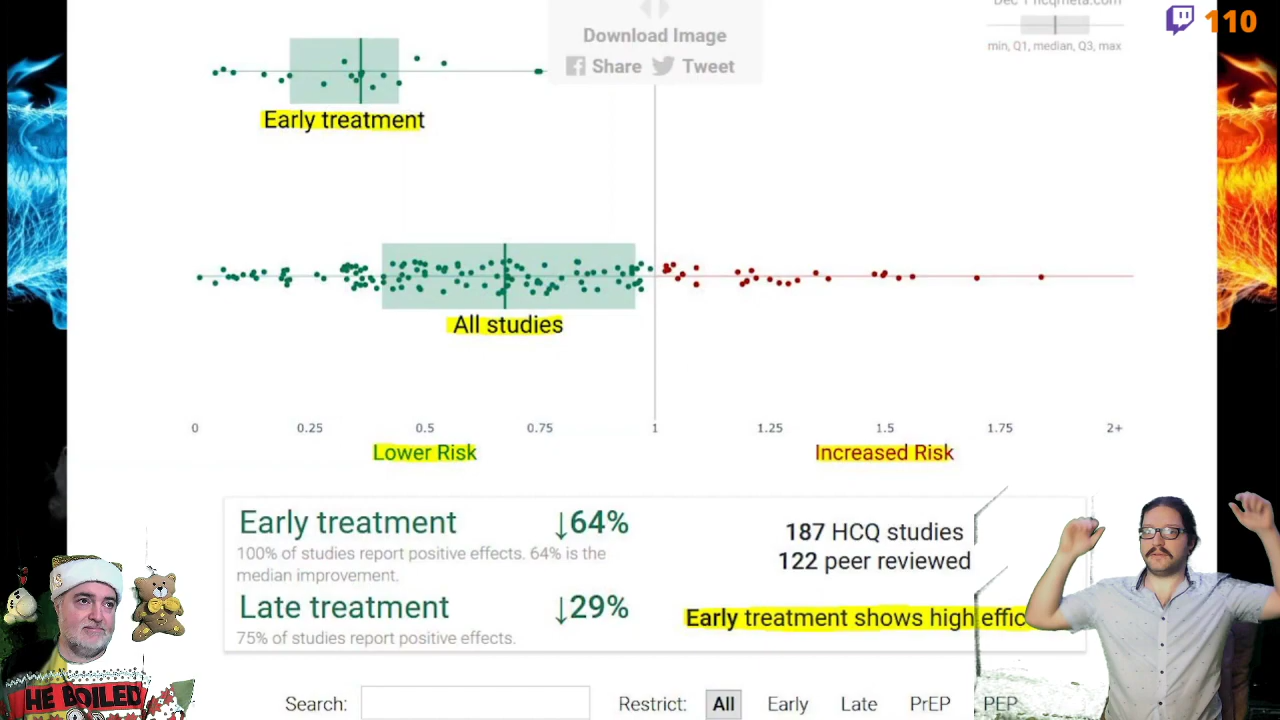 Dec 1 hcqmeta.com
110
Download Image
Share Tweet
min, Q1, median, Q3, max
Early treatment
All studies
0 0.25 0.5 0.75 1 1.25 1.5 1.75 2+
Lower Risk Increased Risk
Early treatment ↓64%
100% of studies report positive effects. 64% is the
median improvement.
187 HCQ studies
122 peer reviewed
Late treatment ↓29%
75% of studies report positive effects.
Early treatment shows high effic
HE BOILED
Search: Restrict: All Early Late PrEP PEP